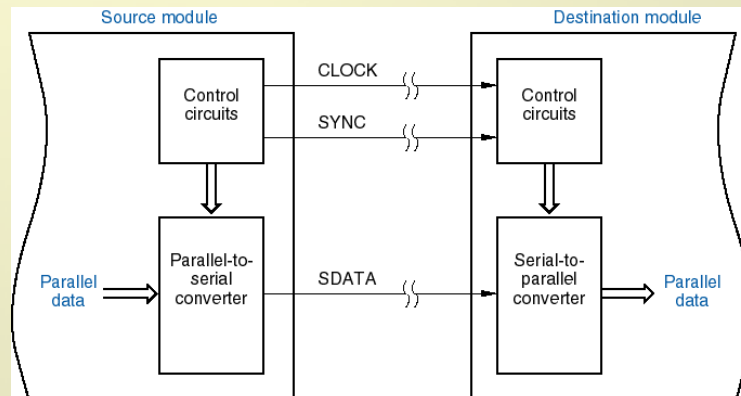 Source module
Destination module
Control
circuits
CLOCK
SYNC
Control
circuits
Parallel
data
Parallel-to-
serial
converter
SDATA
Serial-to-
parallel
converter
Parallel
data